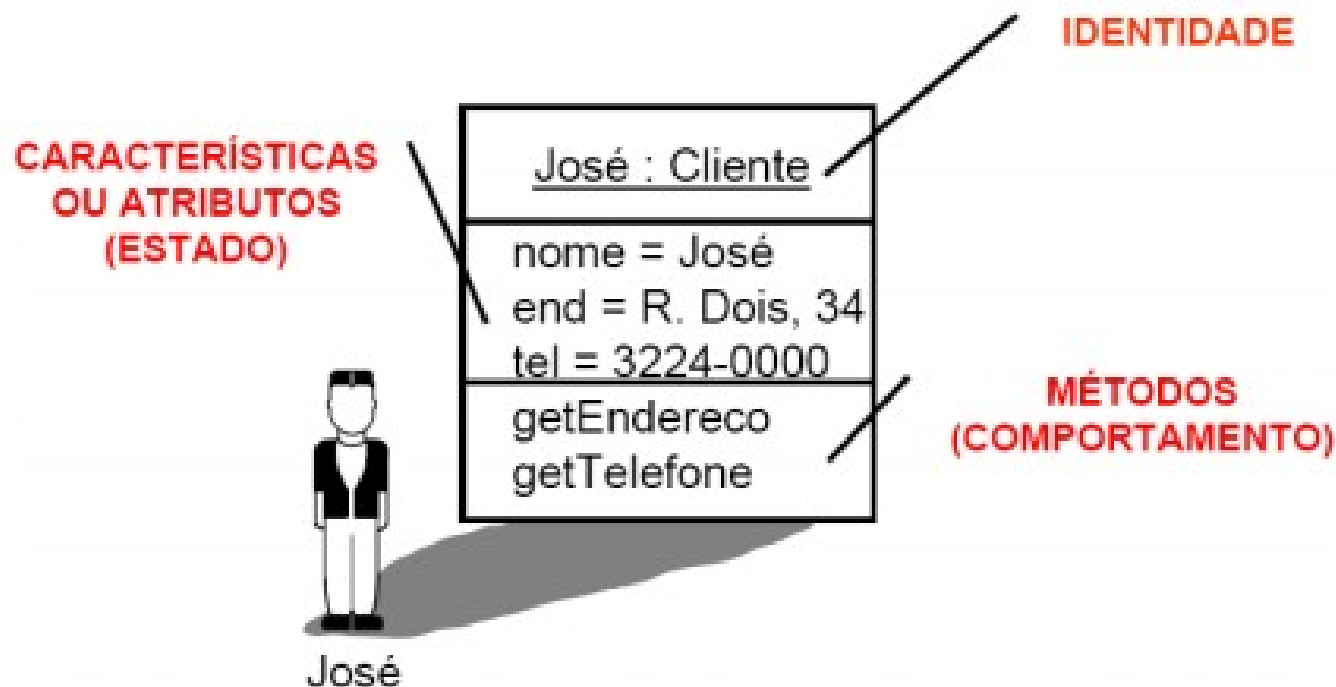 IDENTIDADE
CARACTERÍSTICAS
OU ATRIBUTOS
(ESTADO)
José : Cliente
nome = José
end = R. Dois, 34
tel = 3224-0000
getEndereco
getTelefone
MÉTODOS
(COMPORTAMENTO)
José